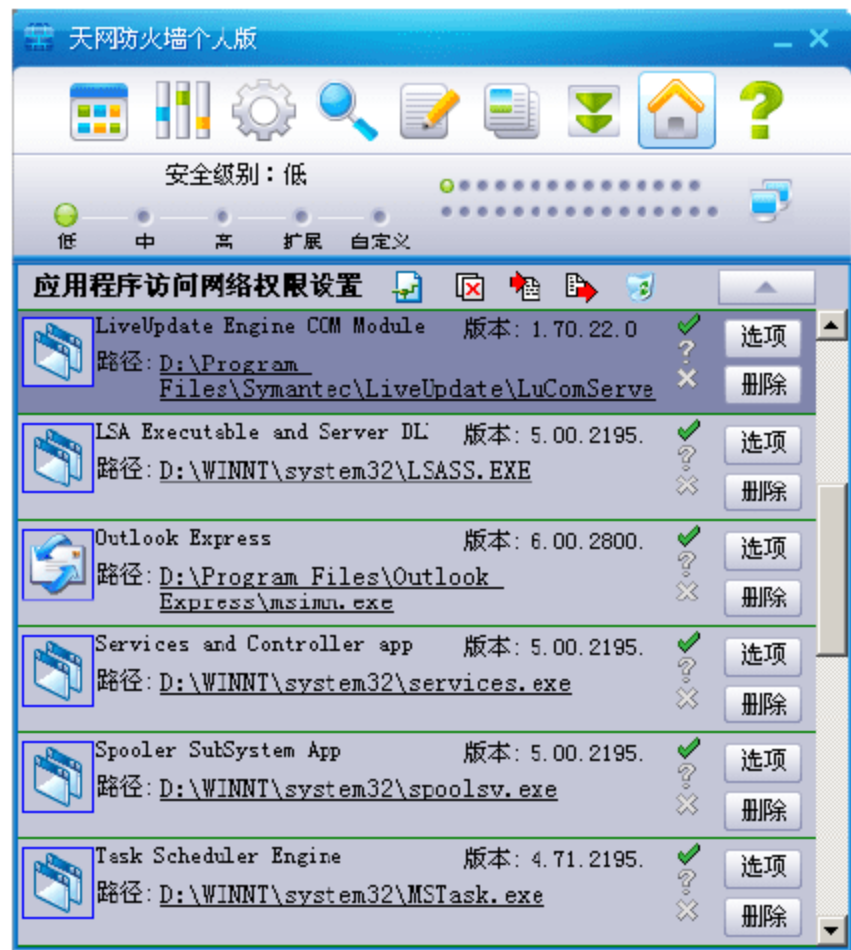 天网防火墙个人版
安全级别：低
低 中 高 扩展 自定义
应用程序访问网络权限设置
LiveUpdate Engine COM Module 版本: 1.70.22.0 选项
路径: D:\Program
Files\Symantec\LiveUpdate\LuComServe 删除
LSA Executable and Server DL 版本: 5.00.2195. 选项
路径: D:\WINNT\system32\LSASS.EXE
删除
Outlook Express 版本: 6.00.2800. 选项
路径: D:\Program Files\Outlook
Express\msimn.exe 删除
Services and Controller app 版本: 5.00.2195. 选项
路径: D:\WINNT\system32\services.exe
删除
Spooler SubSystem App 版本: 5.00.2195. 选项
路径: D:\WINNT\system32\spoolsv.exe
删除
Task Scheduler Engine 版本: 4.71.2195. 选项
路径: D:\WINNT\system32\MSTask.exe
删除